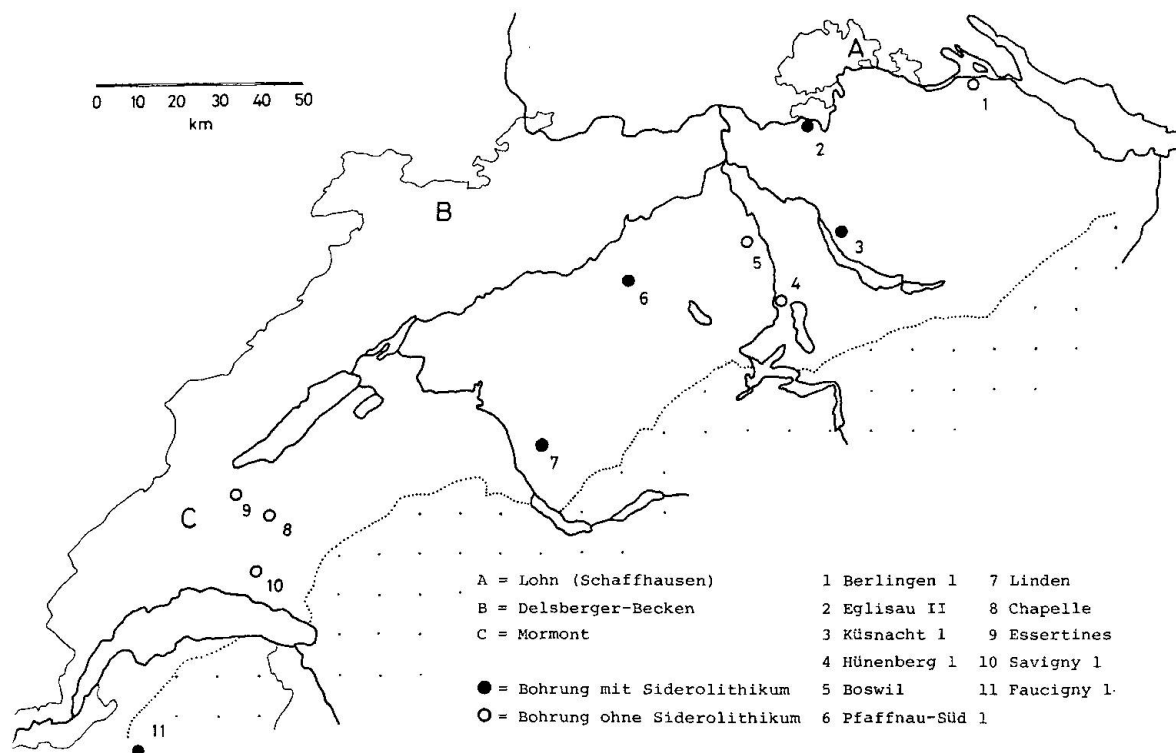 A
0 10 20 30 40 50
km
1
2
B
3
5
4
6
7
9
8
C
10
11
A = Lohn (Schaffhausen)
B = Delsberger-Becken
C = Mormont
● = Bohrung mit Siderolithikum
○ = Bohrung ohne Siderolithikum
1 Berlingen 1
2 Eglisau II
3 Küsnacht 1
4 Hünenberg 1
5 Boswil
6 Pfaffnau-Süd 1
7 Linden
8 Chapelle
9 Essertines
10 Savigny 1
11 Faucigny 1